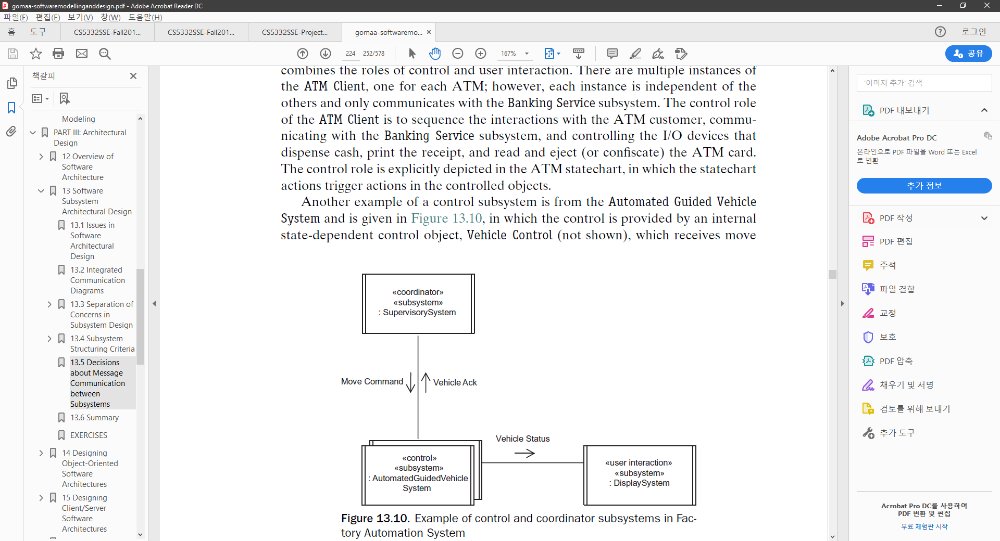 gomaa-softwaremodellinganddesign.pdf - Adobe Acrobat Reader DC
파일(F) 편집(E) 보기(V) 창(W) 도움말(H)
홈 도구 CS5332SSE-Fall201... CS5332SSE-Fall201... CS5332SSE-Project... gomaa-softwaremo... 로그인
224 252/578 167% 공유
책갈피
Modeling
PART III: Architectural
Design
12 Overview of
Software
Architecture
13 Software
Subsystem
Architectural Design
13.1 Issues in
Software
Architectural
Design
13.2 Integrated
Communication
Diagrams
13.3 Separation of
Concerns in
Subsystem Design
13.4 Subsystem
Structuring Criteria
13.5 Decisions
about Message
Communication
between
Subsystems
13.6 Summary
EXERCISES
14 Designing
Object-Oriented
Software
Architectures
15 Designing
Client/Server
Software
Architectures
combines the roles of control and user interaction. There are multiple instances of
the ATM Client, one for each ATM; however, each instance is independent of the
others and only communicates with the Banking Service subsystem. The control role
of the ATM Client is to sequence the interactions with the ATM customer, commu-
nicating with the Banking Service subsystem, and controlling the I/O devices that
dispense cash, print the receipt, and read and eject (or confiscate) the ATM card.
The control role is explicitly depicted in the ATM statechart, in which the statechart
actions trigger actions in the controlled objects.
Another example of a control subsystem is from the Automated Guided Vehicle
System and is given in Figure 13.10, in which the control is provided by an internal
state-dependent control object, Vehicle Control (not shown), which receives move
«coordinator»
«subsystem»
: SupervisorySystem
Move Command
Vehicle Ack
Vehicle Status
«control»
«subsystem»
: AutomatedGuidedVehicle
System
«user interaction»
«subsystem»
: DisplaySystem
Figure 13.10. Example of control and coordinator subsystems in Fac-
tory Automation System
'이미지 추가' 검색
PDF 내보내기
Adobe Acrobat Pro DC
온라인으로 PDF 파일을 Word 또는 Excel
로 변환
추가 정보
PDF 작성
PDF 편집
주석
파일 결합
교정
보호
PDF 압축
채우기 및 서명
검토를 위해 보내기
추가 도구
Acrobat Pro DC를 사용하여
PDF 변환 및 편집
무료 체험판 시작